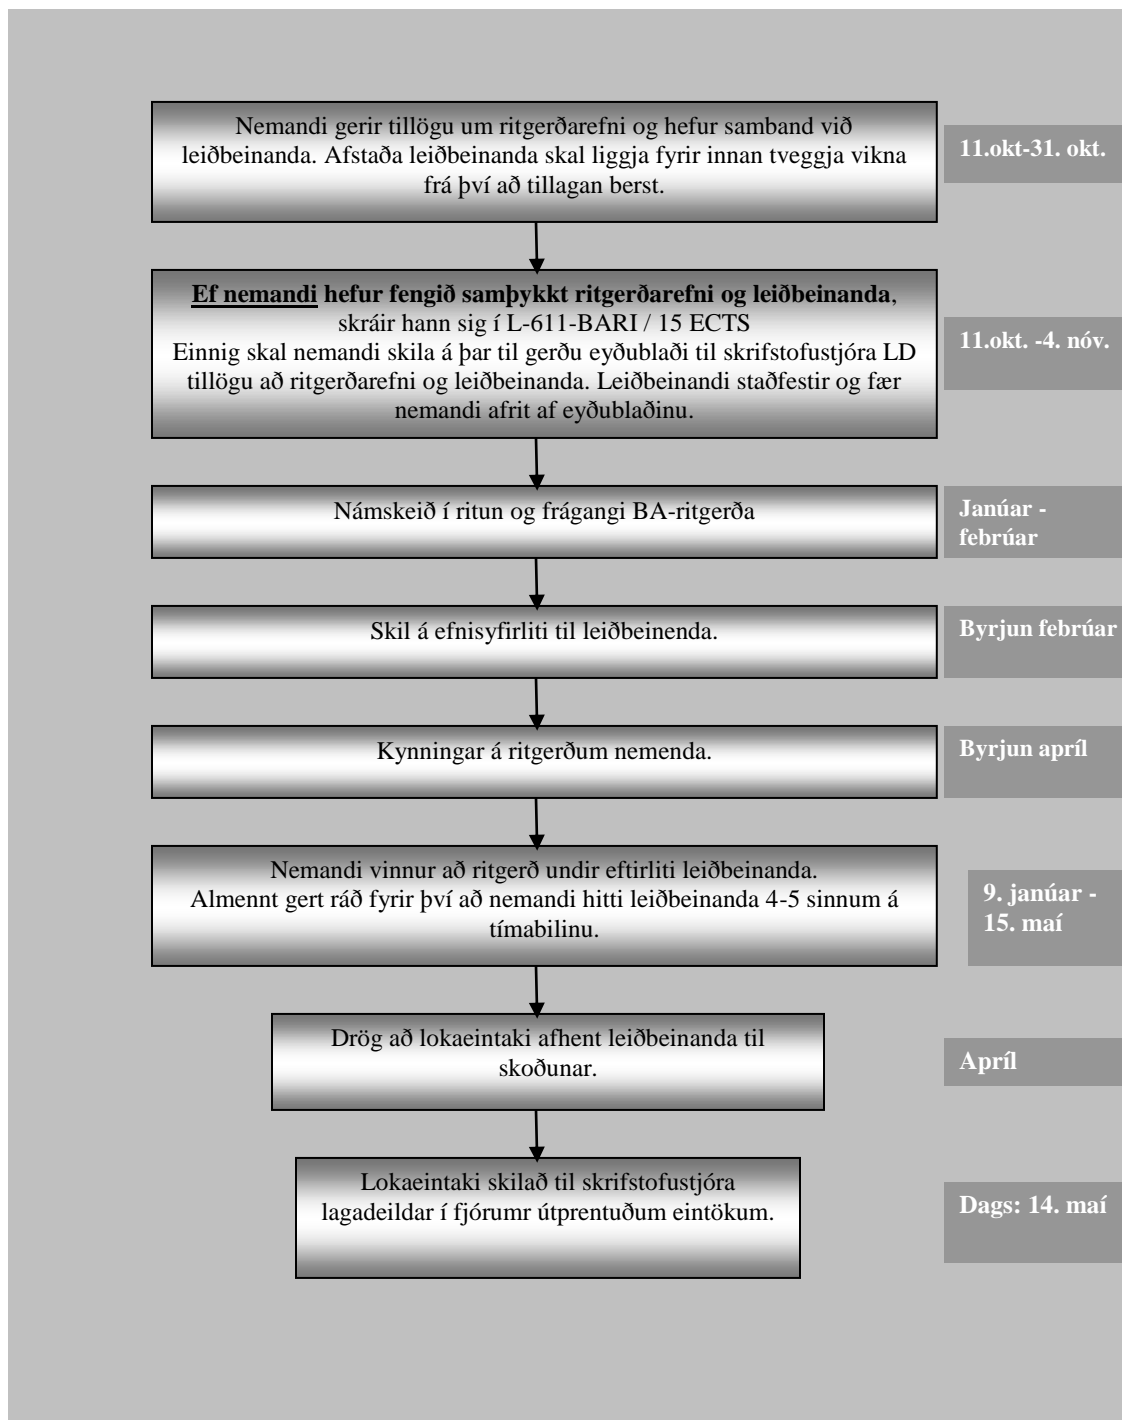 Nemandi gerir tillögu um ritgerðarefni og hefur samband við
leiðbeinanda. Afstaða leiðbeinanda skal liggja fyrir innan tveggja vikna
frá því að tillagan berst.
11.okt-31. okt.
Ef nemandi hefur fengið samþykkt ritgerðarefni og leiðbeinanda,
skráir hann sig í L-611-BARI / 15 ECTS
Einnig skal nemandi skila á þar til gerðu eyðublaði til skrifstofustjóra LD
tillögu að ritgerðarefni og leiðbeinanda. Leiðbeinandi staðfestir og fær
nemandi afrit af eyðublaðinu.
11.okt. -4. nóv.
Námskeið í ritun og frágangi BA-ritgerða
Janúar -
febrúar
Skil á efnisyfirliti til leiðbeinenda.
Byrjun febrúar
Kynningar á ritgerðum nemenda.
Byrjun apríl
Nemandi vinnur að ritgerð undir eftirliti leiðbeinanda.
Almennt gert ráð fyrir því að nemandi hitti leiðbeinanda 4-5 sinnum á
tímabilinu.
9. janúar -
15. maí
Drög að lokaeintaki afhent leiðbeinanda til
skoðunar.
Apríl
Lokaeintaki skilað til skrifstofustjóra
lagadeildar í fjórumr útprentuðum eintökum.
Dags: 14. maí